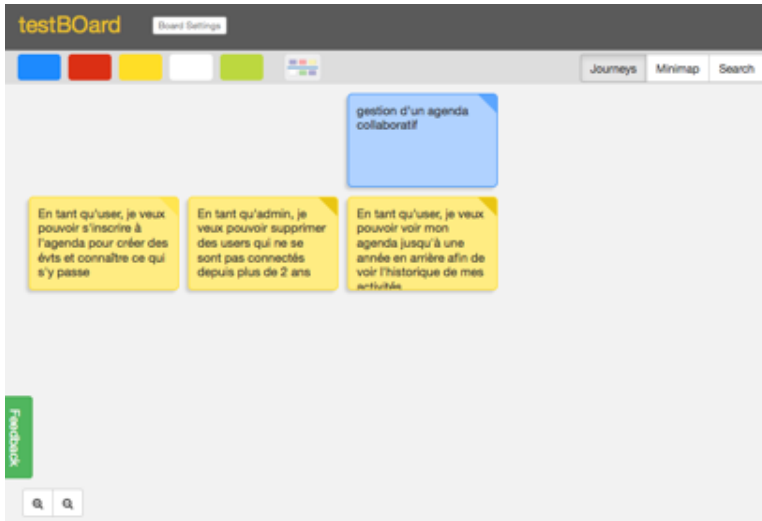 testBOard
Board Settings
Journeys Minimap Search
gestion d'un agenda
collaboratif
En tant qu'user, je veux
pouvoir s'inscrire à
l'agenda pour créer des
évts et connaître ce qui
s'y passe
En tant qu'admin, je
veux pouvoir supprimer
des users qui ne se
sont pas connectés
depuis plus de 2 ans
En tant qu'user, je veux
pouvoir voir mon
agenda jusqu'à une
année en arrière afin de
voir l'historique de mes
activités
Feedback